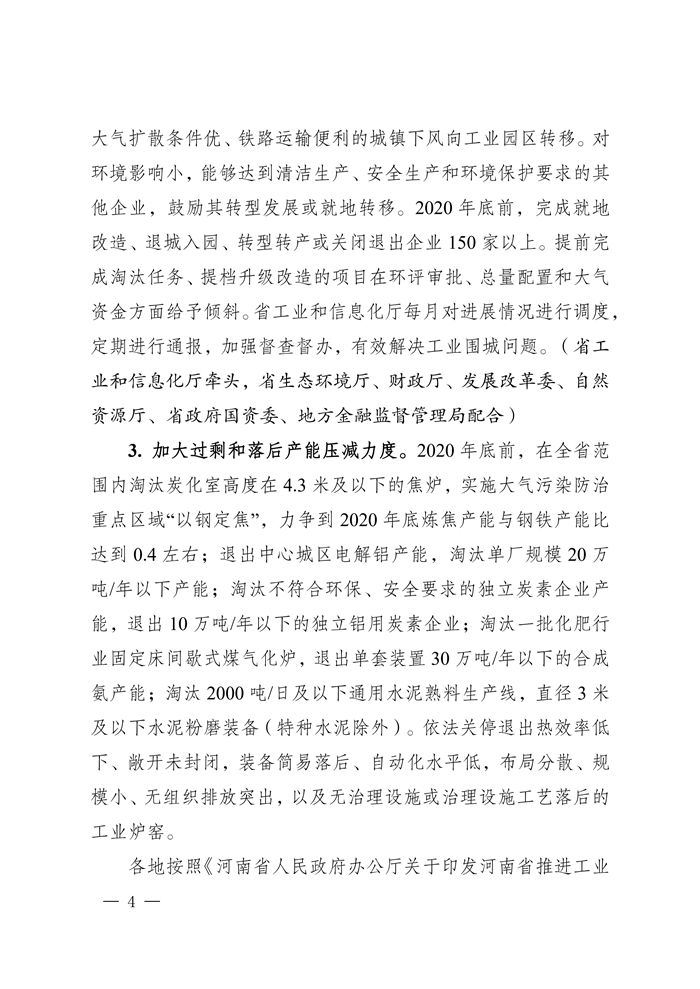 大气扩散条件优、铁路运输便利的城镇下风向工业园区转移。对
环境影响小，能够达到清洁生产、安全生产和环境保护要求的其
他企业，鼓励其转型发展或就地转移。2020 年底前，完成就地
改造、退城入园、转型转产或关闭退出企业 150 家以上。提前完
成淘汰任务、提档升级改造的项目在环评审批、总量配置和大气
资金方面给予倾斜。省工业和信息化厅每月对进展情况进行调度，
定期进行通报，加强督查督办，有效解决工业围城问题。（省工
业和信息化厅牵头，省生态环境厅、财政厅、发展改革委、自然
资源厅、省政府国资委、地方金融监督管理局配合）
3. 加大过剩和落后产能压减力度。2020 年底前，在全省范
围内淘汰炭化室高度在 4.3 米及以下的焦炉，实施大气污染防治
重点区域“以钢定焦”，力争到 2020 年底炼焦产能与钢铁产能比
达到 0.4 左右；退出中心城区电解铝产能，淘汰单厂规模 20 万
吨/年以下产能；淘汰不符合环保、安全要求的独立炭素企业产
能，退出 10 万吨/年以下的独立铝用炭素企业；淘汰一批化肥行
业固定床间歇式煤气化炉，退出单套装置 30 万吨/年以下的合成
氨产能；淘汰 2000 吨/日及以下通用水泥熟料生产线，直径 3 米
及以下水泥粉磨装备（特种水泥除外）。依法关停退出热效率低
下、敞开未封闭，装备简易落后、自动化水平低，布局分散、规
模小、无组织排放突出，以及无治理设施或治理设施工艺落后的
工业炉窑。
各地按照《河南省人民政府办公厅关于印发河南省推进工业
— 4 —